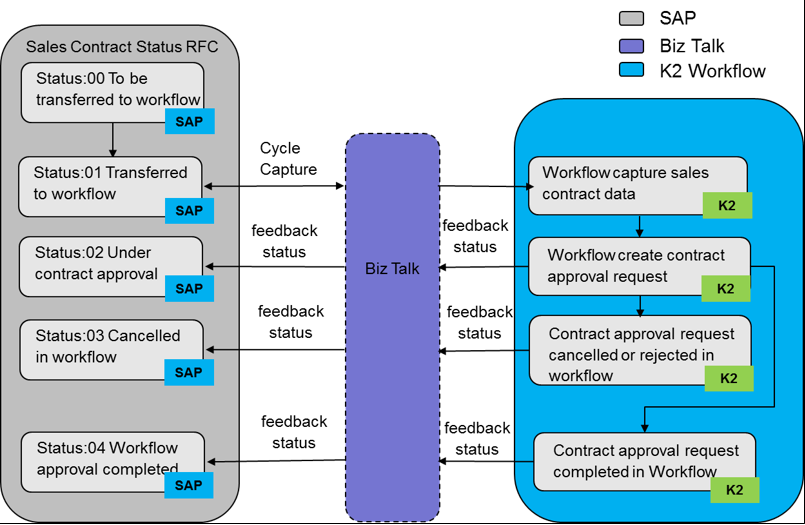 SAP
Biz Talk
K2 Workflow
Sales Contract Status RFC
Status:00 To be
transferred to workflow
SAP
Status:01 Transferred
to workflow
SAP
Cycle
Capture
Workflow capture sales
contract data
K2
Status:02 Under
contract approval
SAP
feedback
status
Biz Talk
feedback
status
Workflow create contract
approval request
K2
Status:03 Cancelled
in workflow
SAP
feedback
status
feedback
status
Contract approval request
cancelled or rejected in
workflow
K2
Status:04 Workflow
approval completed
SAP
feedback
status
feedback
status
Contract approval request
completed in Workflow
K2